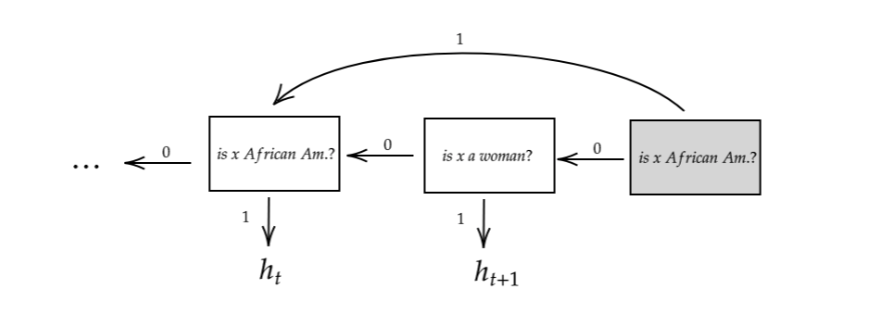 1
... 0 is x African Am.? 0 is x a woman? 0 is x African Am.?
1 1
h_t h_{t+1}